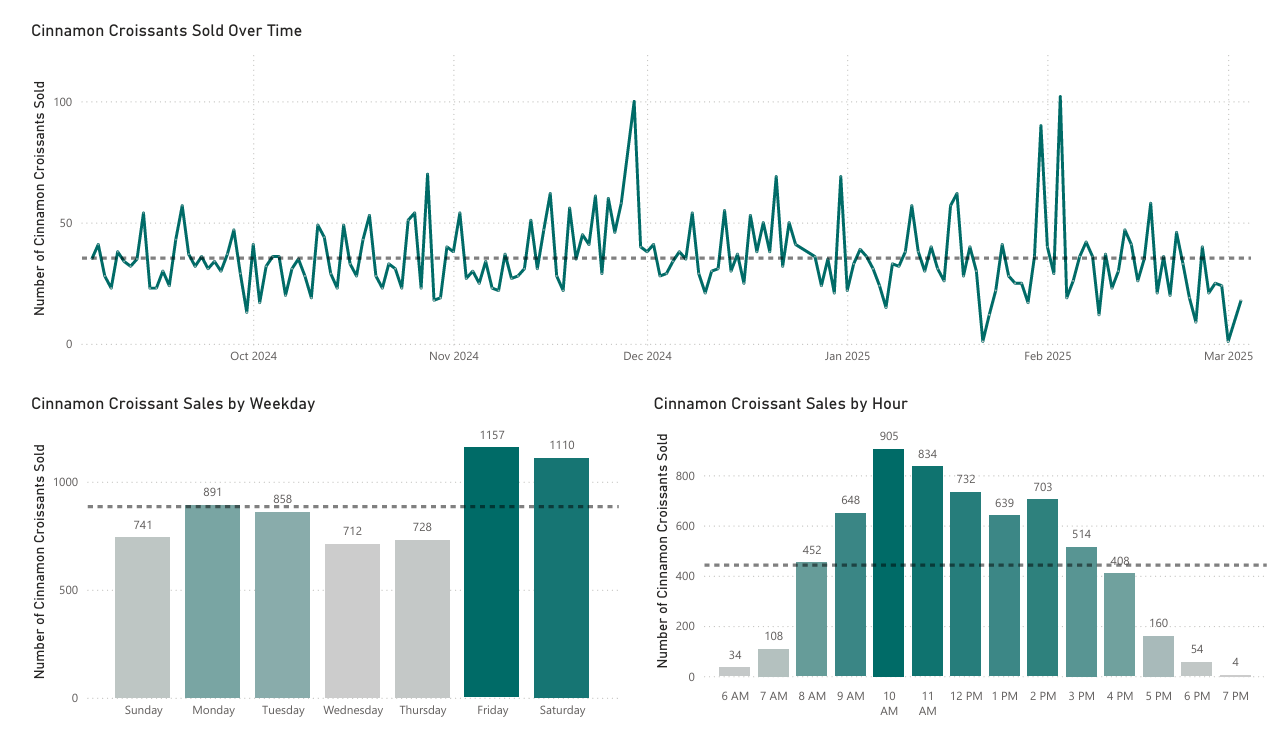 Cinnamon Croissants Sold Over Time
Number of Cinnamon Croissants Sold
100
50
0
Oct 2024
Nov 2024
Dec 2024
Jan 2025
Feb 2025
Mar 2025
Cinnamon Croissant Sales by Weekday
Number of Cinnamon Croissants Sold
1000
500
0
741
891
858
712
728
1157
1110
Sunday
Monday
Tuesday
Wednesday
Thursday
Friday
Saturday
Cinnamon Croissant Sales by Hour
Number of Cinnamon Croissants Sold
800
600
400
200
0
34
108
452
648
905
834
732
639
703
514
408
160
54
4
6 AM
7 AM
8 AM
9 AM
10
AM
11
AM
12 PM
1 PM
2 PM
3 PM
4 PM
5 PM
6 PM
7 PM